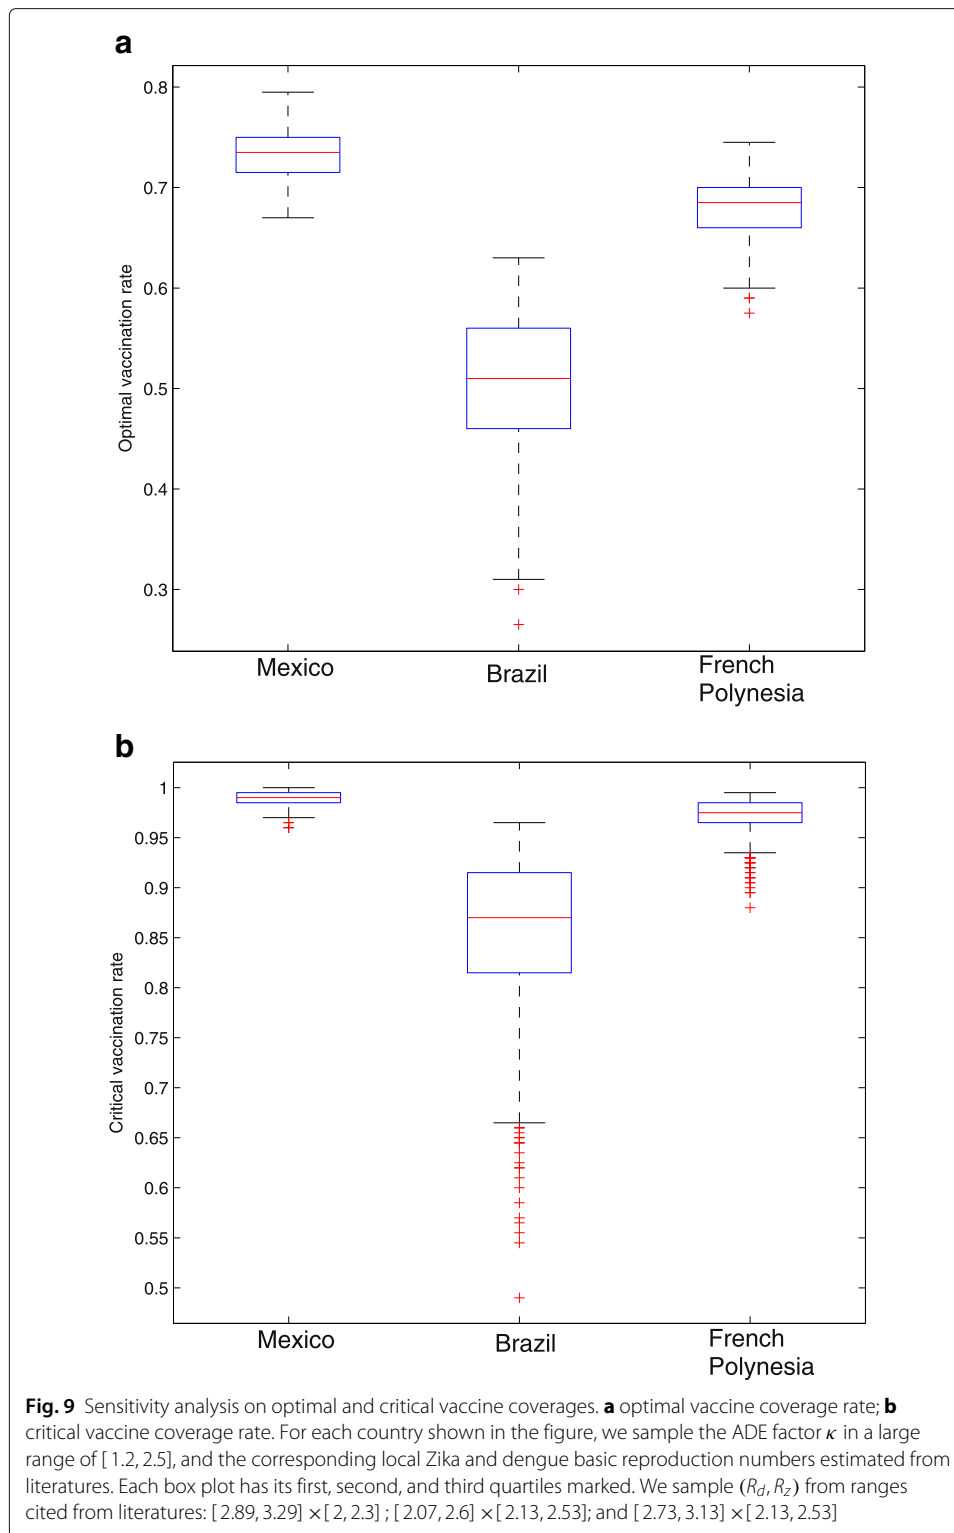 a
0.8
0.7
0.6
0.5
0.4
0.3
Optimal vaccination rate
Mexico
Brazil
French
Polynesia
b
1
0.95
0.9
0.85
0.8
0.75
0.7
0.65
0.6
0.55
0.5
Critical vaccination rate
Mexico
Brazil
French
Polynesia
Fig. 9 Sensitivity analysis on optimal and critical vaccine coverages. a optimal vaccine coverage rate; b
critical vaccine coverage rate. For each country shown in the figure, we sample the ADE factor κ in a large
range of [1.2, 2.5], and the corresponding local Zika and dengue basic reproduction numbers estimated from
literatures. Each box plot has its first, second, and third quartiles marked. We sample (R_d, R_z) from ranges
cited from literatures: [2.89, 3.29] × [2, 2.3] ; [2.07, 2.6] × [2.13, 2.53]; and [2.73, 3.13] × [2.13, 2.53]